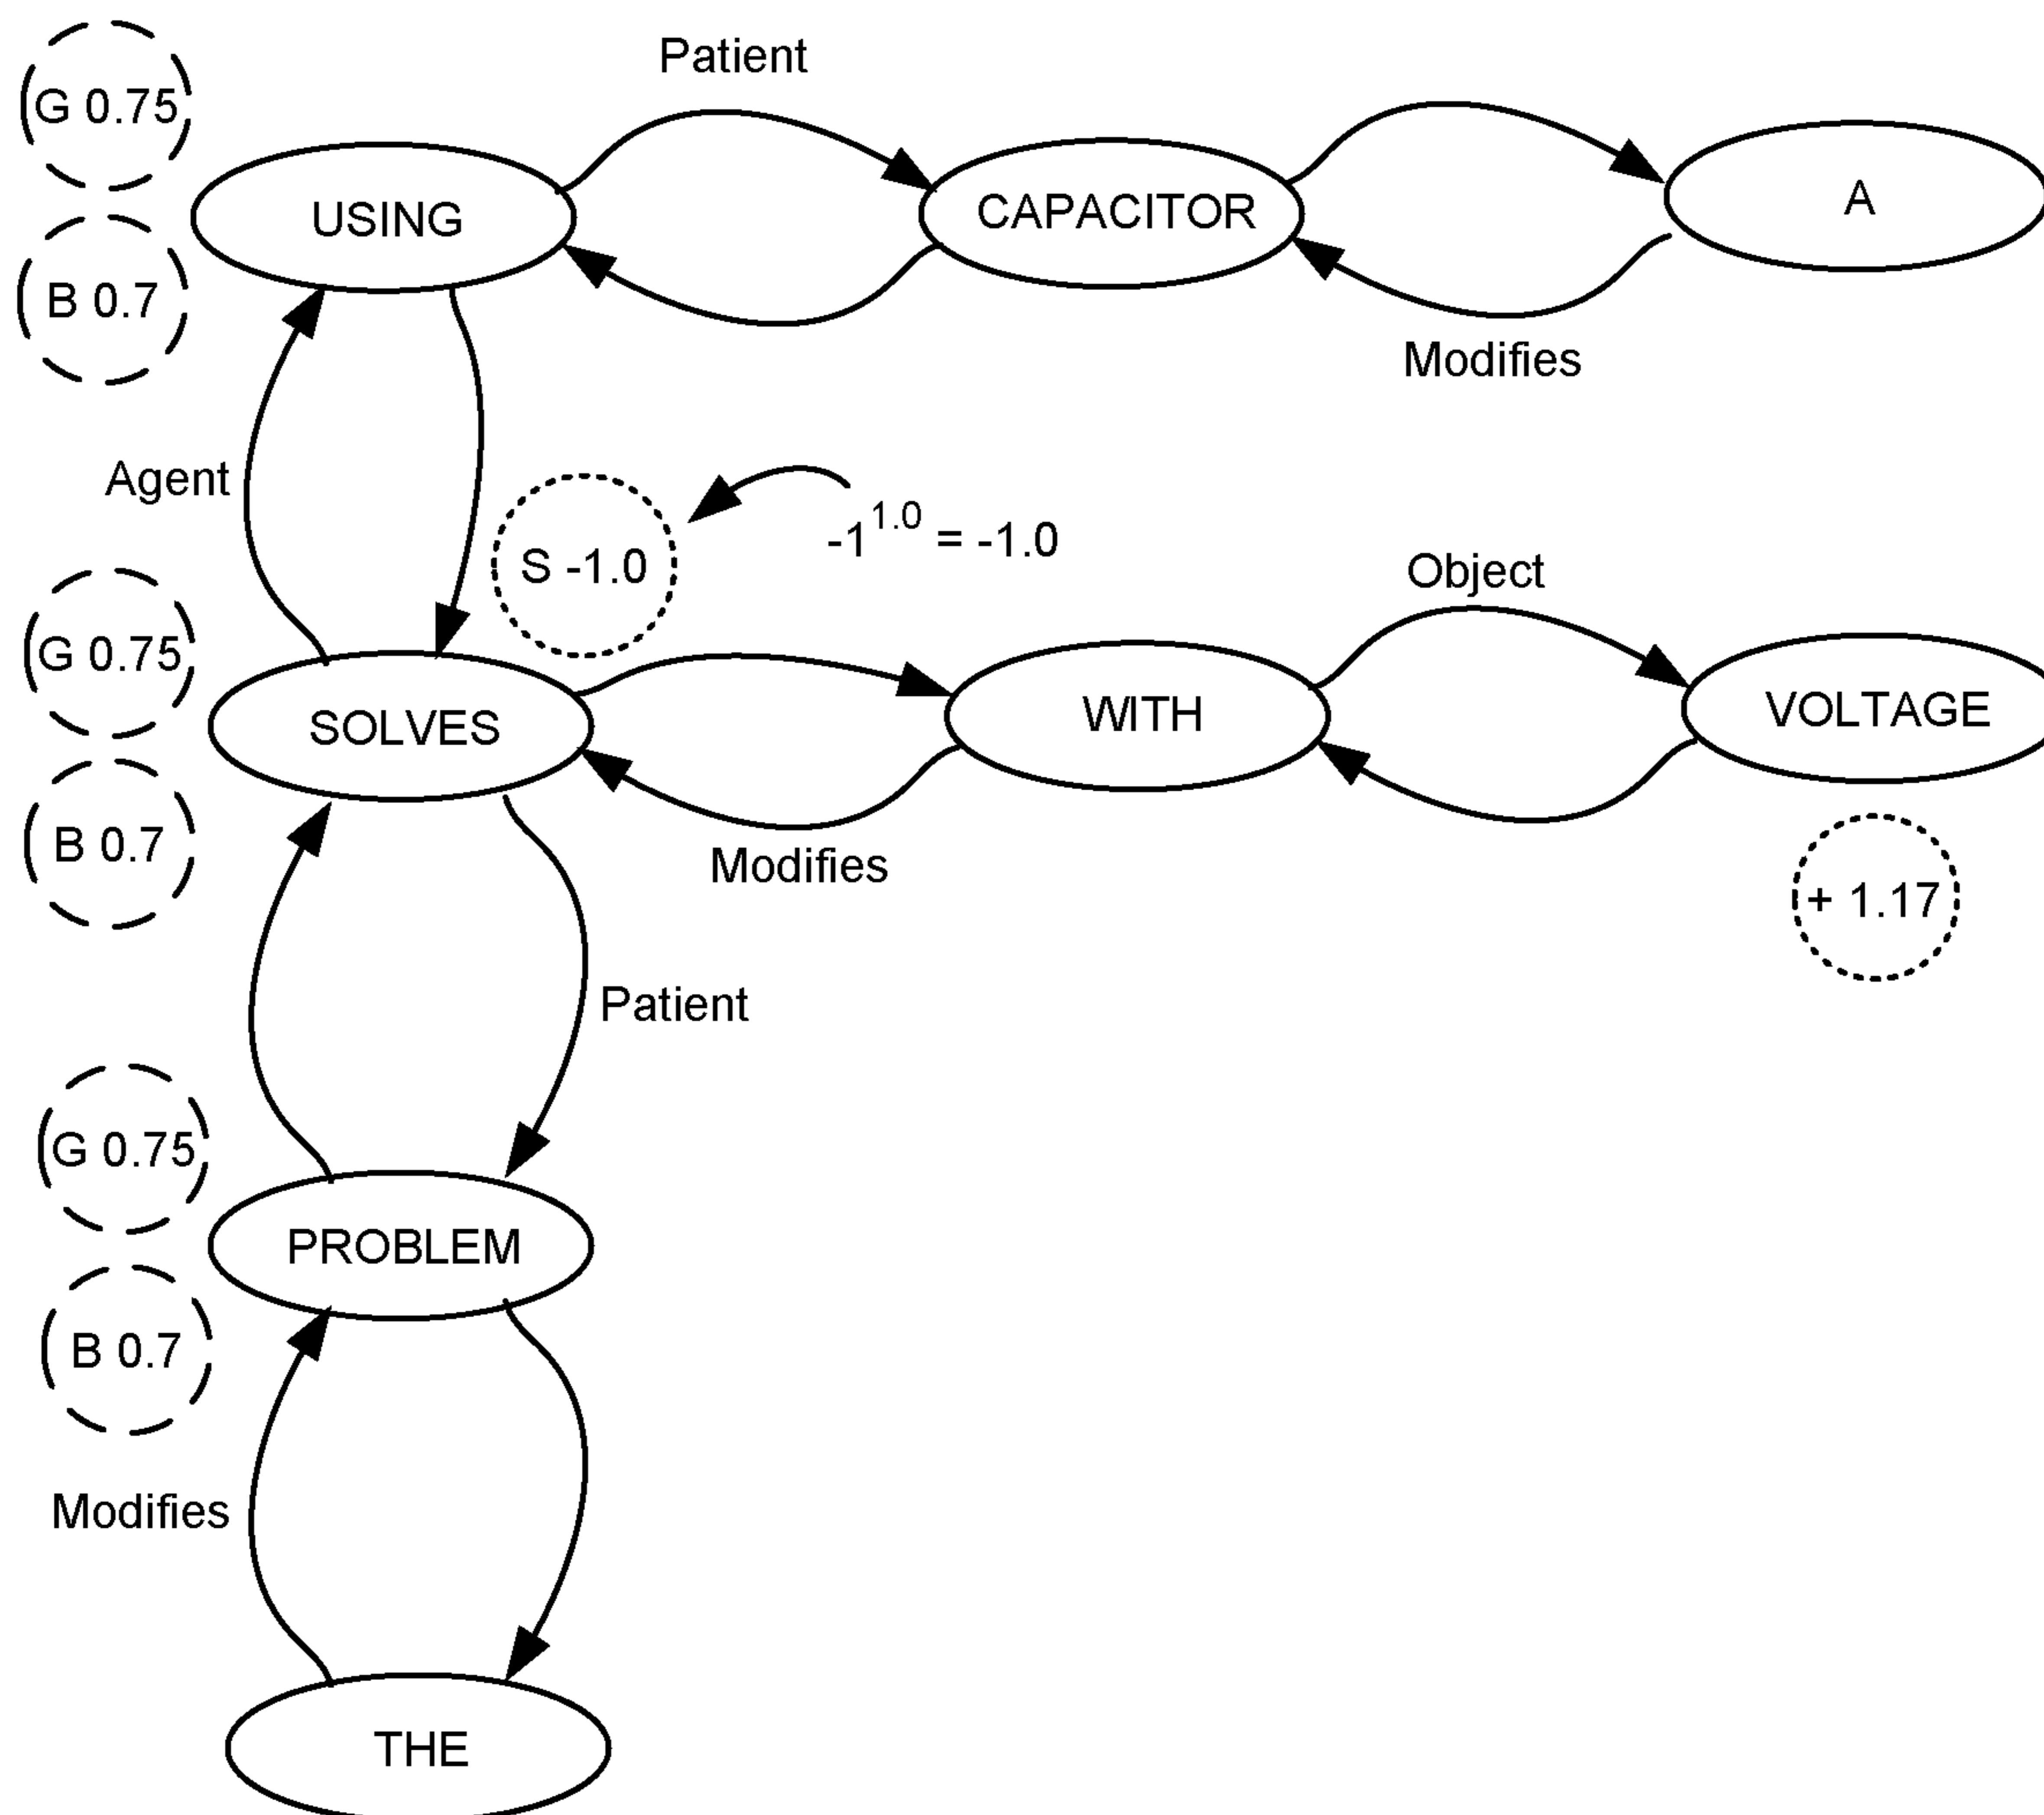 Patient
G 0.75
USING
CAPACITOR
A
B 0.7
Modifies
Agent
S -1.0
-1^1.0 = -1.0
Object
G 0.75
SOLVES
WITH
VOLTAGE
B 0.7
Modifies
+ 1.17
Patient
G 0.75
PROBLEM
B 0.7
Modifies
THE